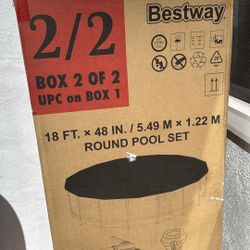 2/2
BOX 2 OF 2
UPC on BOX 1
Bestway
18 FT. × 48 IN. / 5.49 M × 1.22 M
ROUND POOL SET